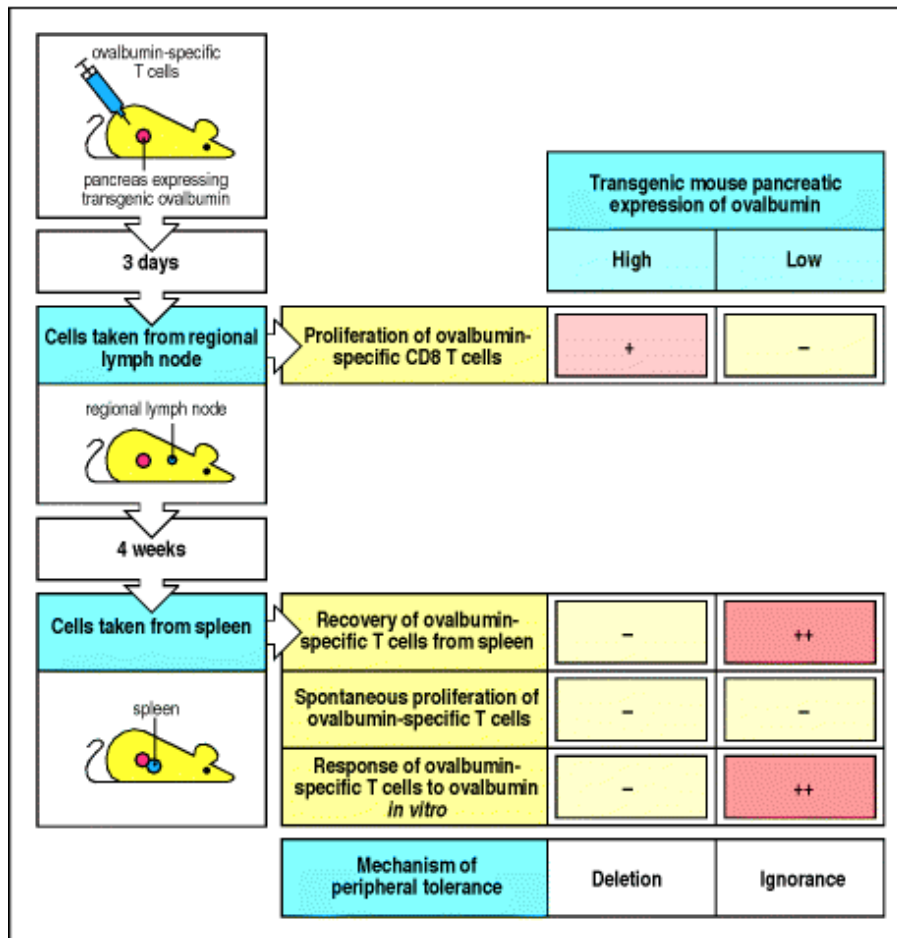 ovalbumin-specific
T cells
pancreas expressing
transgenic ovalbumin
3 days
Transgenic mouse pancreatic
expression of ovalbumin
High
Low
Cells taken from regional
lymph node
Proliferation of ovalbumin-
specific CD8 T cells
+
–
regional lymph node
4 weeks
Cells taken from spleen
Recovery of ovalbumin-
specific T cells from spleen
–
++
spleen
Spontaneous proliferation of
ovalbumin-specific T cells
–
–
Response of ovalbumin-
specific T cells to ovalbumin
in vitro
–
++
Mechanism of
peripheral tolerance
Deletion
Ignorance